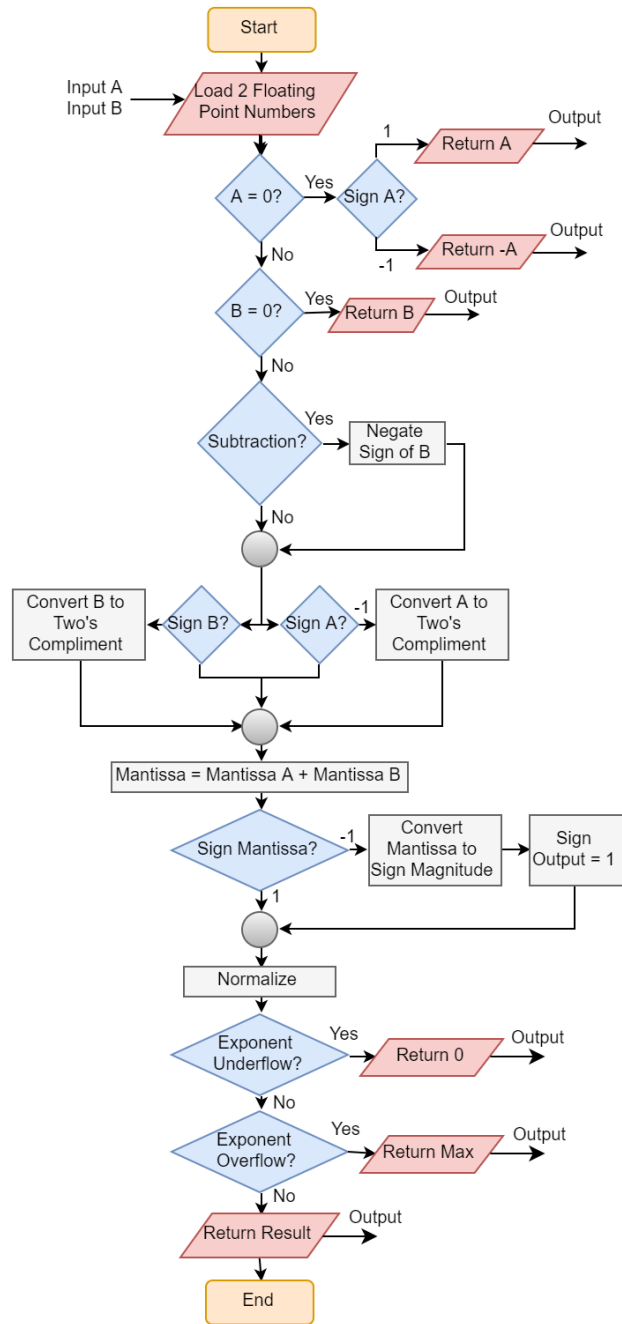 Start
Input A
Input B
Load 2 Floating
Point Numbers
A = 0?
Yes
Sign A?
1
Return A
Output
-1
Return -A
Output
No
B = 0?
Yes
Return B
Output
No
Subtraction?
Yes
Negate
Sign of B
No
Convert B to
Two's
Compliment
Sign B?
Sign A?
-1
Convert A to
Two's
Compliment
Mantissa = Mantissa A + Mantissa B
Sign Mantissa?
-1
Convert
Mantissa to
Sign Magnitude
Sign
Output = 1
1
Normalize
Exponent
Underflow?
Yes
Return 0
Output
No
Exponent
Overflow?
Yes
Return Max
Output
No
Return Result
Output
End